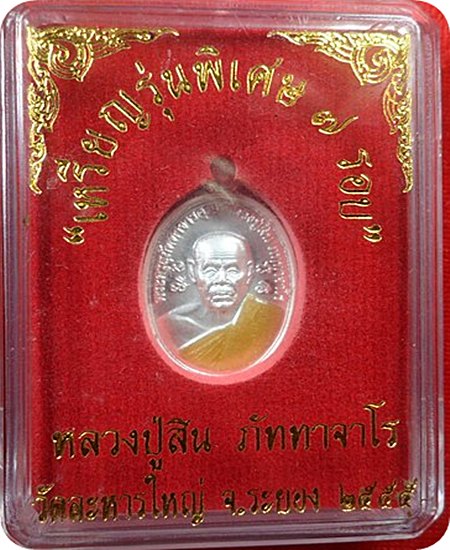 “เหรียญรุ่นพิเศษ ๗ รอบ”
หลวงปู่สิน ภัททาจาโร
วัดละหารใหญ่ จ.ระยอง ๒๕๕๕